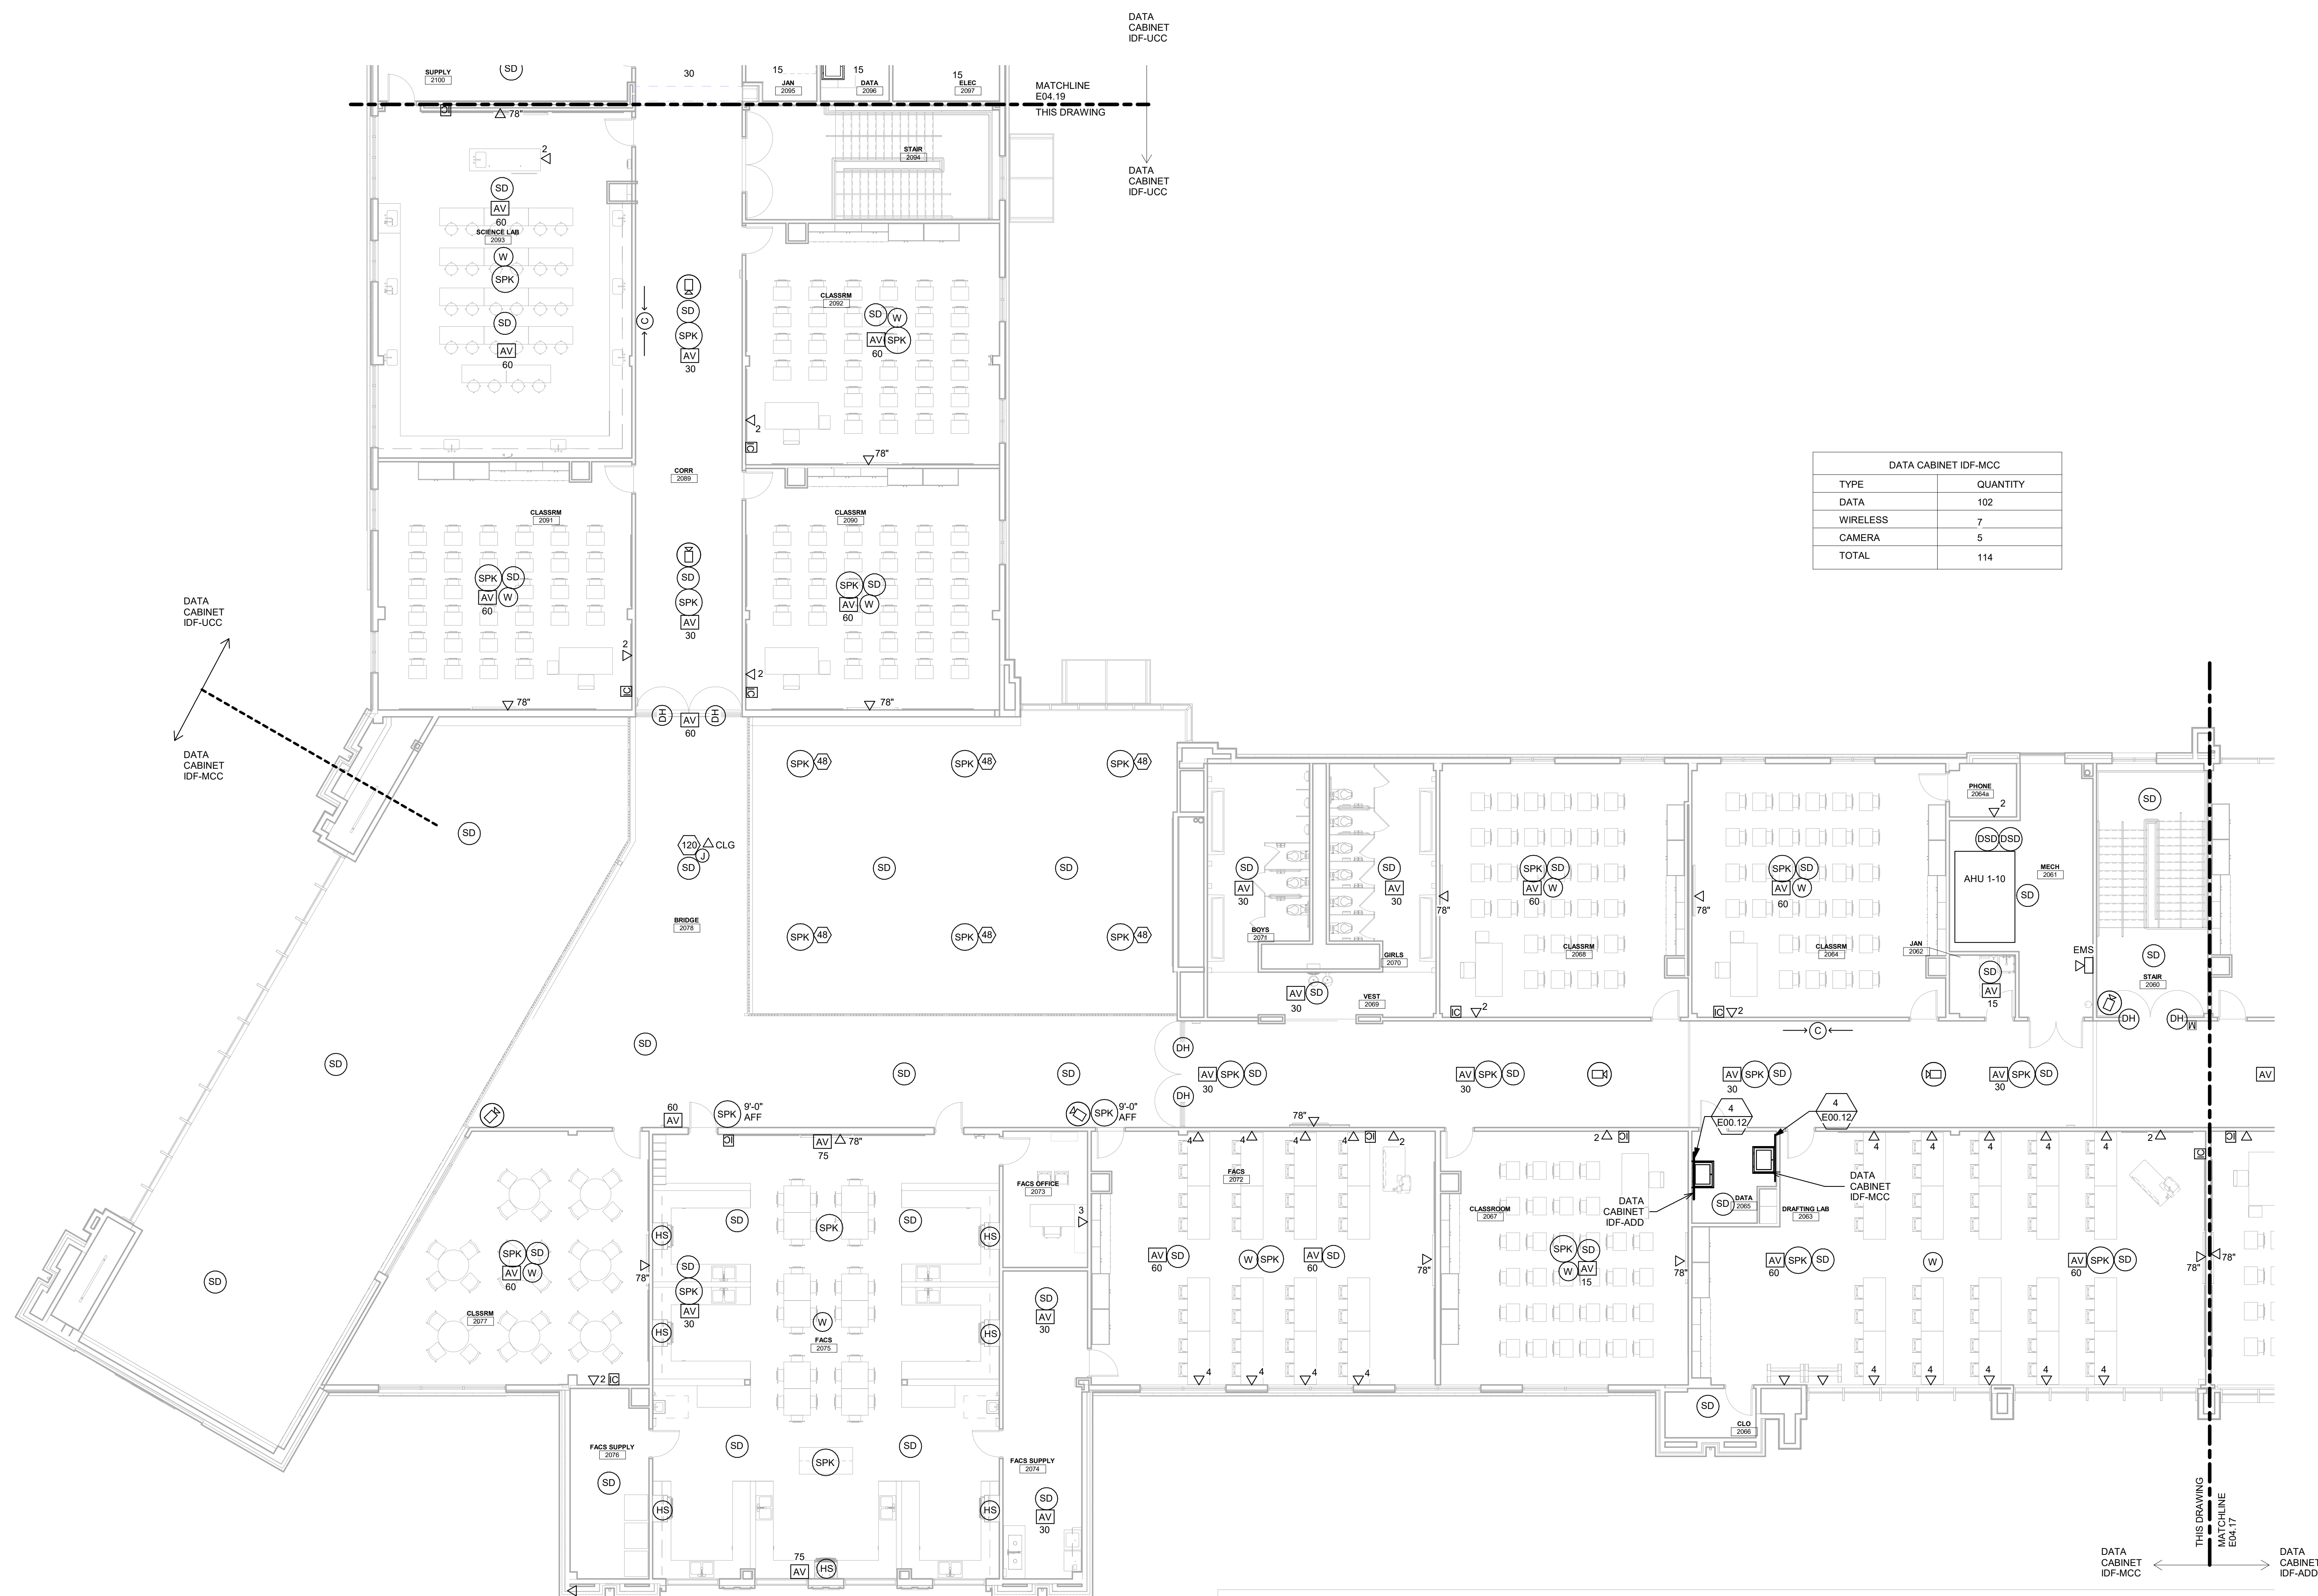 DATA
CABINET
IDF-UCC
SUPPLY
2100
SD
30
15
JAN
2095
15
DATA
2096
15
ELEC
2097
MATCHLINE
E04.19
THIS DRAWING
IC
78"
2
STAIR
2094
DATA
CABINET
IDF-UCC
SD
AV
60
SCIENCE LAB
2093
W
SPK
SD
AV
60
C
SD
SPK
AV
30
CLASSRM
2092
SD
W
AV
SPK
60
2
IC
78"
CORR
2089
CLASSRM
2091
CLASSRM
2090
DATA CABINET IDF-MCC
TYPE QUANTITY
DATA 102
WIRELESS 7
CAMERA 5
TOTAL 114
SPK
SD
AV
W
60
SD
SPK
AV
30
SPK
SD
AV
W
60
2
IC
78"
2
IC
78"
DH
AV
60
DH
DATA
CABINET
IDF-UCC
DATA
CABINET
IDF-MCC
SPK
48
SPK
48
SPK
48
SD
120
CLG
J
SD
SD
SD
BRIDGE
2078
SPK
48
SPK
48
SPK
48
SD
AV
30
BOYS
2071
SD
AV
30
GIRLS
2070
AV
SD
30
VEST
2069
78"
SPK
SD
AV
W
60
CLASSRM
2068
IC
2
78"
SPK
SD
AV
W
60
CLASSRM
2064
IC
2
PHONE
2064a
2
DSD
DSD
AHU 1-10
MECH
2061
SD
JAN
2062
SD
AV
15
EMS
SD
SD
STAIR
2060
DH
DH
M
C
SD
SD
SD
SD
DH
DH
AV
SPK
SD
30
AV
SPK
SD
30
AV
SPK
SD
30
AV
SPK
SD
30
AV
60
AV
SPK
9'-0"
AFF
SPK
9'-0"
AFF
IC
AV
75
78"
78"
4
E00.12
4
E00.12
FACS OFFICE
2073
3
4
4
4
4
IC
2
FACS
2072
AV
SD
60
W
SPK
AV
SD
60
78"
4
4
4
4
2
IC
CLASSROOM
2067
SPK
SD
W
AV
15
78"
DATA
CABINET
IDF-ADD
SD
DATA
2065
DATA
CABINET
IDF-MCC
DRAFTING LAB
2063
4
4
4
4
4
2
IC
IC
AV
SPK
SD
60
W
AV
SPK
SD
60
78"
78"
4
4
4
4
4
SD
CLO
2066
SD
SPK
SD
AV
W
60
CLSSRM
2077
78"
2
IC
HS
SD
SPK
SD
HS
SD
SPK
AV
30
HS
W
FACS
2075
HS
SD
AV
30
FACS SUPPLY
2076
SD
SD
SPK
SD
HS
HS
75
AV
HS
FACS SUPPLY
2074
SD
AV
30
THIS DRAWING
MATCHLINE
E04.17
DATA
CABINET
IDF-MCC
DATA
CABINET
IDF-ADD